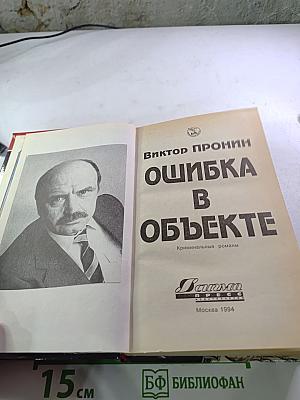 Виктор ПРОНИН
ОШИБКА
В
ОБЪЕКТЕ
Криминальные романы
Москва 1994
15 см
БФ БИБЛИОФАН